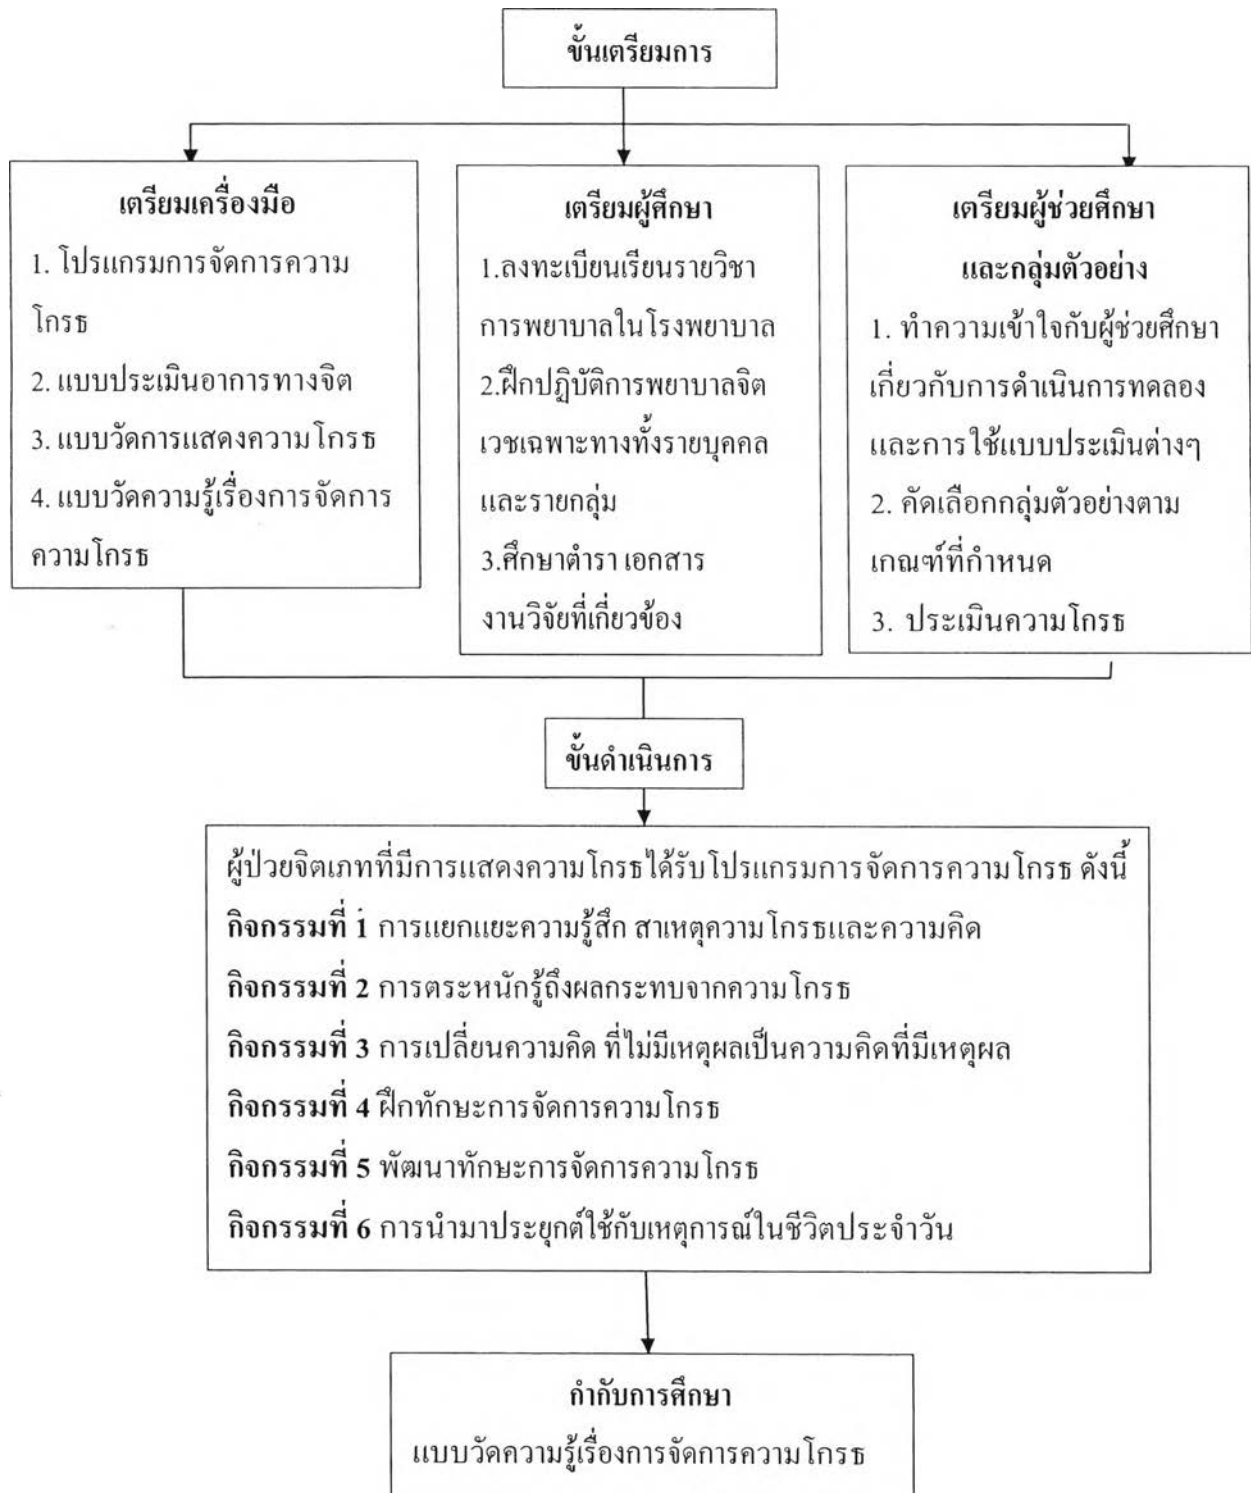 ขั้นเตรียมการ
เตรียมเครื่องมือ
1. โปรแกรมการจัดการความ
โกรธ
2. แบบประเมินอาการทางจิต
3. แบบวัดการแสดงความโกรธ
4. แบบวัดความรู้เรื่องการจัดการ
ความโกรธ
เตรียมผู้ศึกษา
1.ลงทะเบียนเรียนรายวิชา
การพยาบาลในโรงพยาบาล
2.ฝึกปฏิบัติการพยาบาลจิต
เวชเฉพาะทางทั้งรายบุคคล
และรายกลุ่ม
3.ศึกษาตำรา เอกสาร
งานวิจัยที่เกี่ยวข้อง
เตรียมผู้ช่วยศึกษา
และกลุ่มตัวอย่าง
1. ทำความเข้าใจกับผู้ช่วยศึกษา
เกี่ยวกับการดำเนินการทดลอง
และการใช้แบบประเมินต่างๆ
2. คัดเลือกกลุ่มตัวอย่างตาม
เกณฑ์ที่กำหนด
3. ประเมินความโกรธ
ขั้นดำเนินการ
ผู้ป่วยจิตเภทที่มีการแสดงความโกรธได้รับโปรแกรมการจัดการความโกรธ ดังนี้
กิจกรรมที่ 1 การแยกแยะความรู้สึก สาเหตุความโกรธและความคิด
กิจกรรมที่ 2 การตระหนักรู้ถึงผลกระทบจากความโกรธ
กิจกรรมที่ 3 การเปลี่ยนความคิด ที่ไม่มีเหตุผลเป็นความคิดที่มีเหตุผล
กิจกรรมที่ 4 ฝึกทักษะการจัดการความโกรธ
กิจกรรมที่ 5 พัฒนาทักษะการจัดการความโกรธ
กิจกรรมที่ 6 การนำมาประยุกต์ใช้กับเหตุการณ์ในชีวิตประจำวัน
กำกับการศึกษา
แบบวัดความรู้เรื่องการจัดการความโกรธ